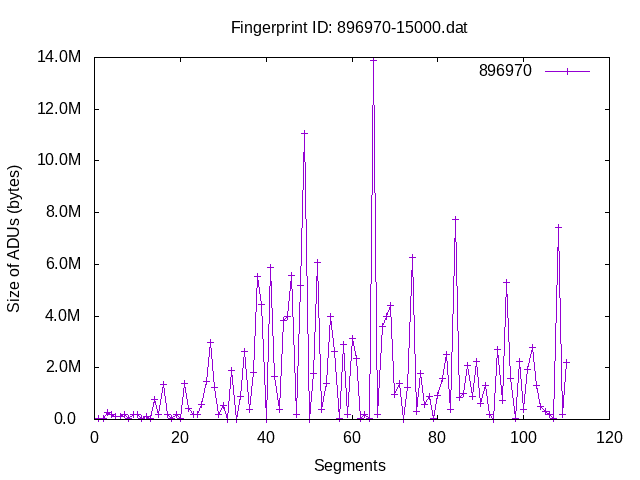 Fingerprint ID: 896970-15000.dat
14.0M
896970
12.0M
10.0M
8.0M
6.0M
4.0M
2.0M
0.0
Size of ADUs (bytes)
0 20 40 60 80 100 120
Segments